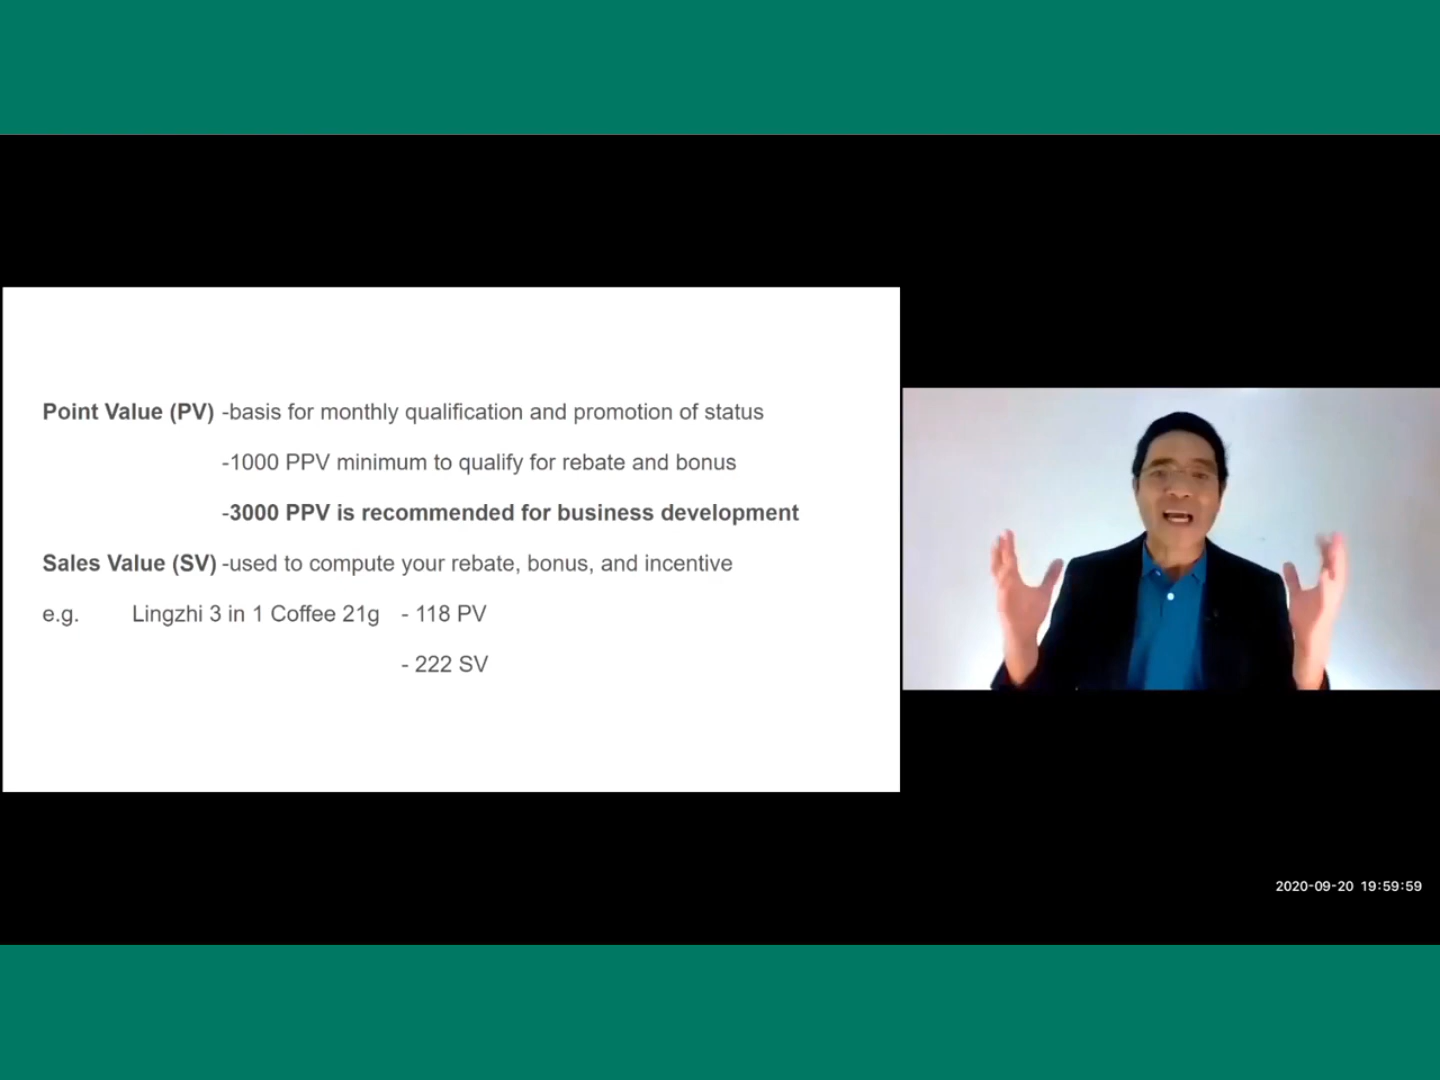 Point Value (PV) -basis for monthly qualification and promotion of status
-1000 PPV minimum to qualify for rebate and bonus
-3000 PPV is recommended for business development
Sales Value (SV) -used to compute your rebate, bonus, and incentive
e.g. Lingzhi 3 in 1 Coffee 21g - 118 PV
- 222 SV
2020-09-20 19:59:59